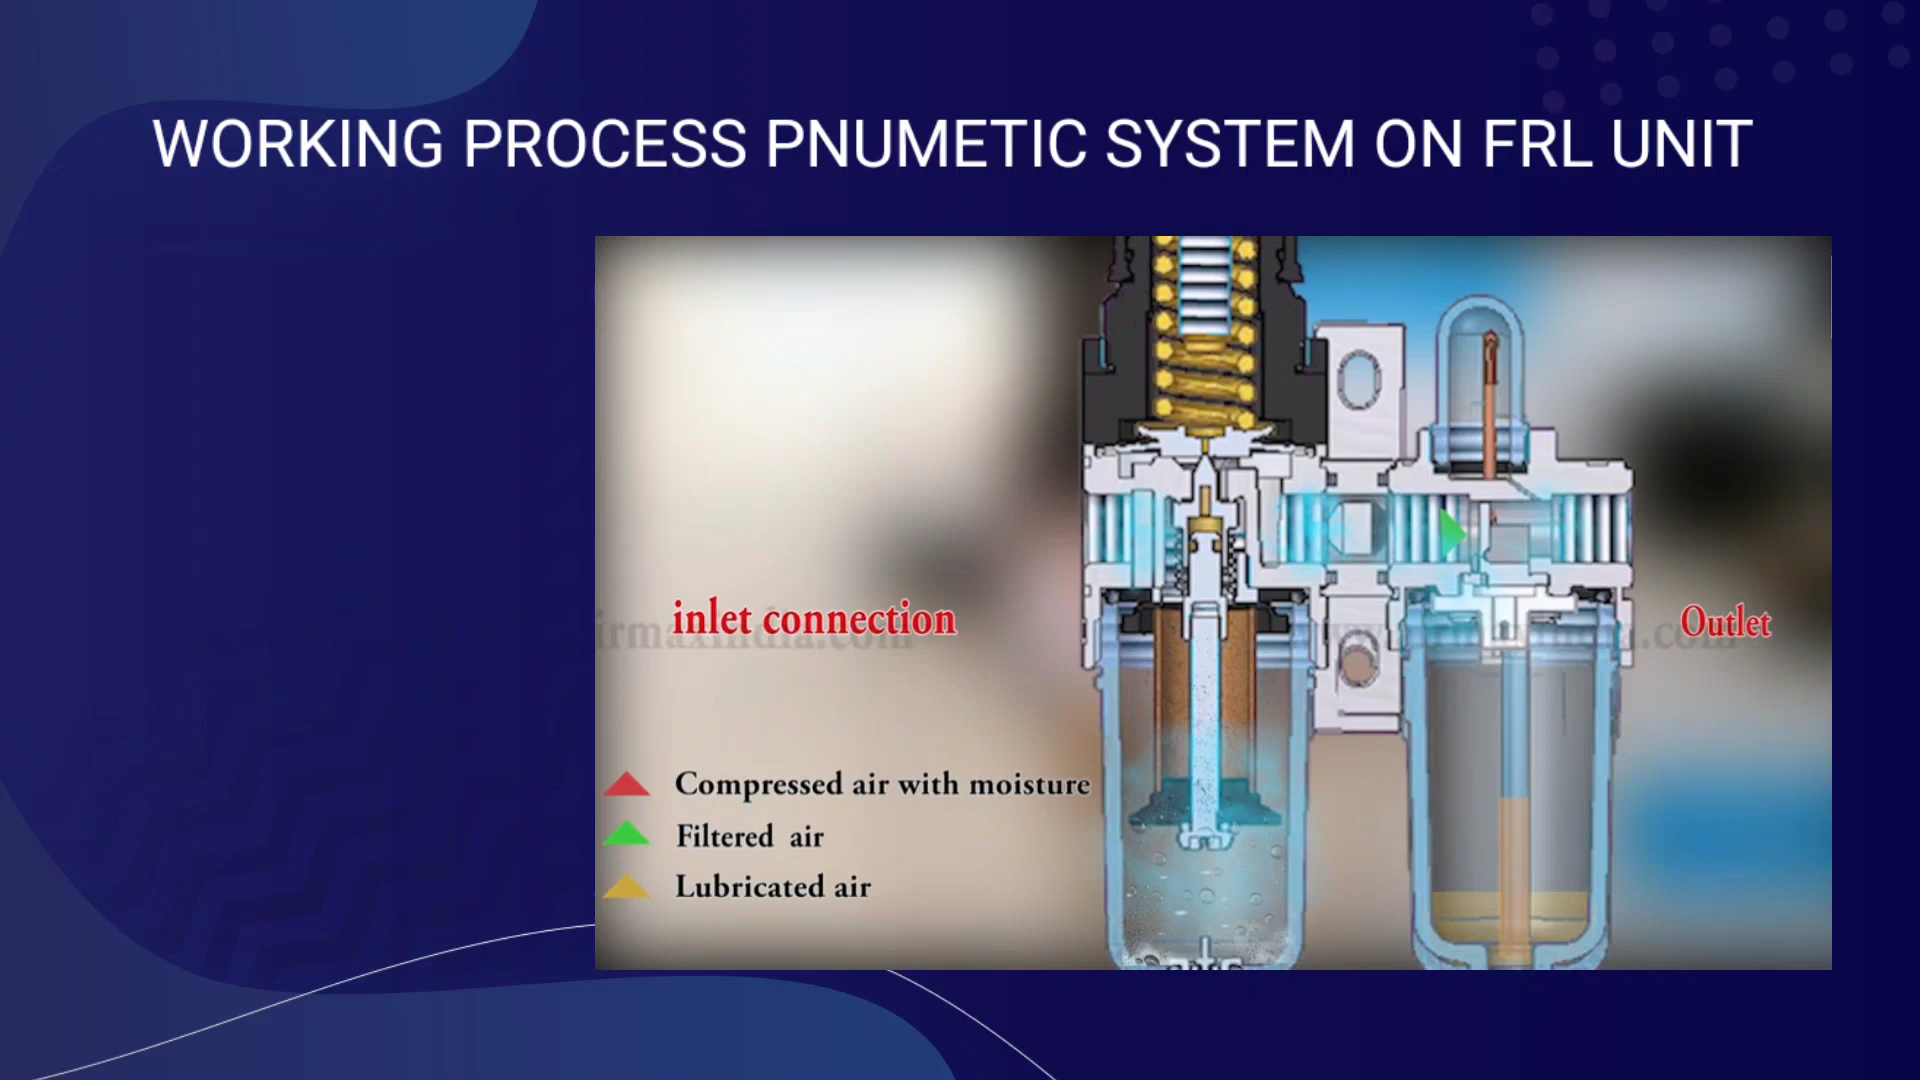 WORKING PROCESS PNUMETIC SYSTEM ON FRL UNIT
inlet connection
Outlet
Compressed air with moisture
Filtered air
Lubricated air